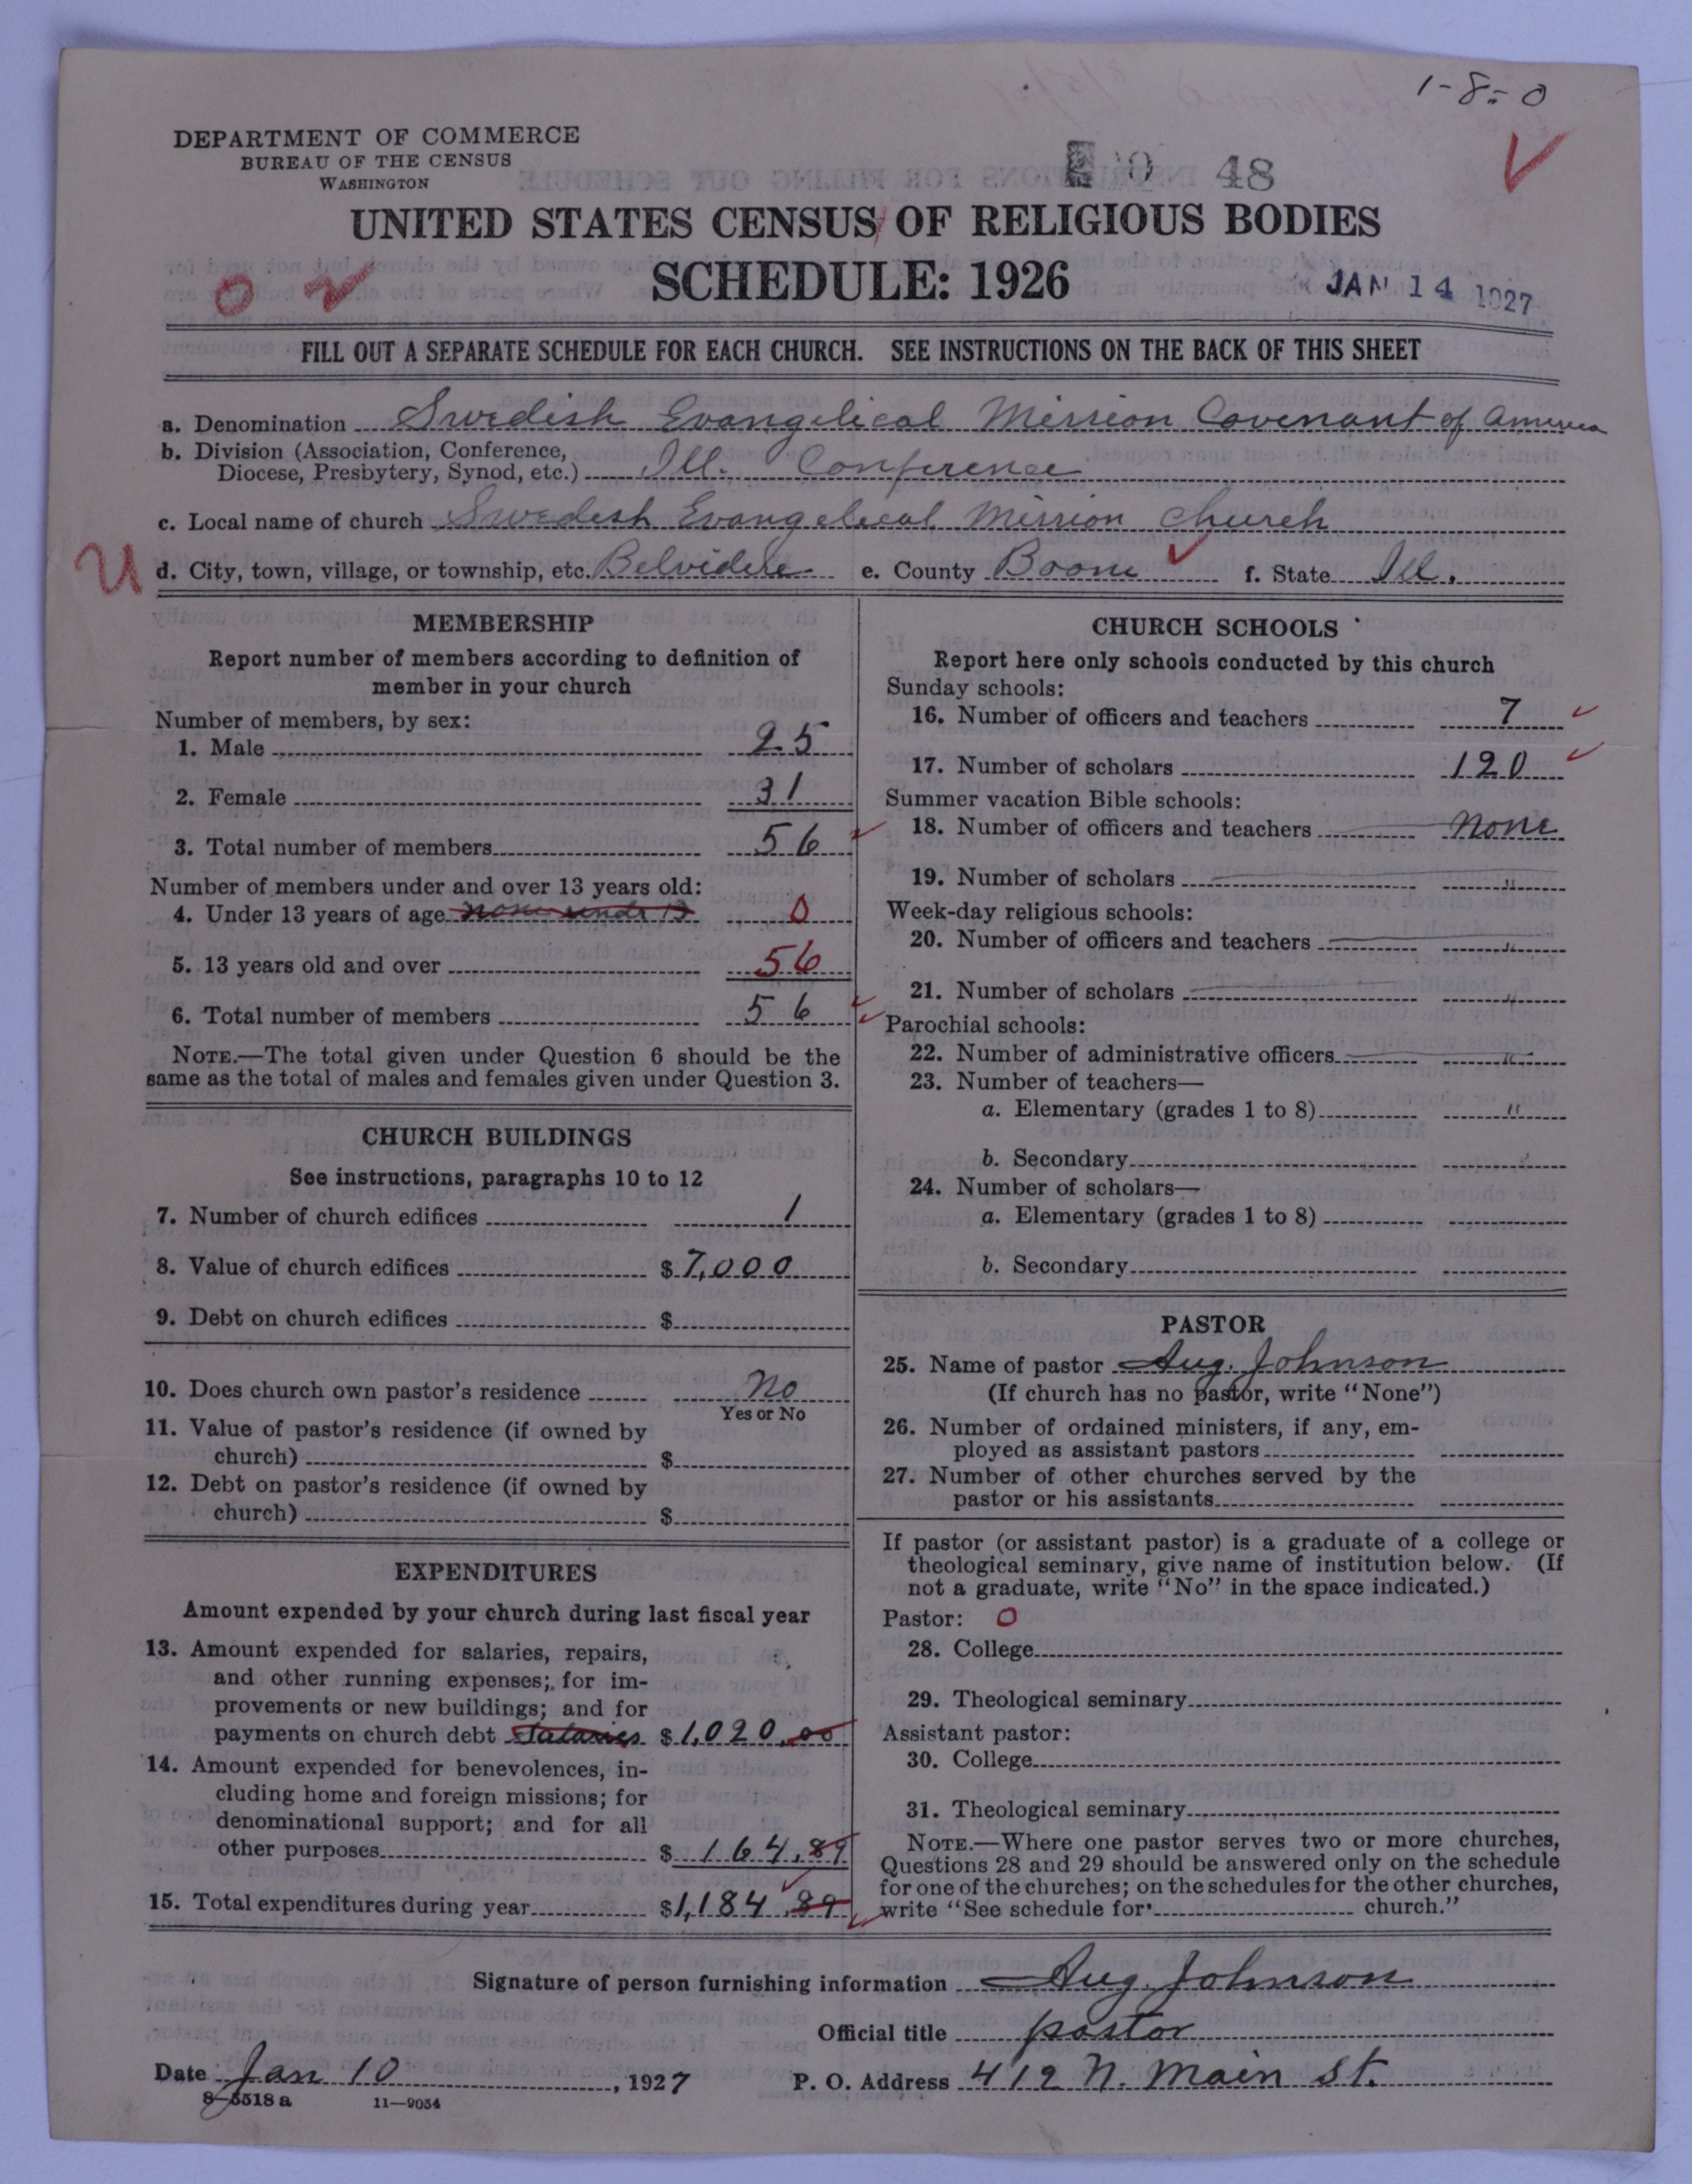 1-8-0
DEPARTMENT OF COMMERCE
BUREAU OF THE CENSUS
WASHINGTON
0 48
UNITED STATES CENSUS OF RELIGIOUS BODIES
SCHEDULE: 1926
JAN 14 1927
FILL OUT A SEPARATE SCHEDULE FOR EACH CHURCH. SEE INSTRUCTIONS ON THE BACK OF THIS SHEET
a. Denomination Swedish Evangelical Mission Covenant of America
b. Division (Association, Conference,
Diocese, Presbytery, Synod, etc.) Ill. Conference
c. Local name of church Swedish Evangelical Mission Church
U d. City, town, village, or township, etc. Belvidere e. County Boone f. State Ill.
MEMBERSHIP
Report number of members according to definition of
member in your church
Number of members, by sex:
1. Male 25
2. Female 31
3. Total number of members 56
Number of members under and over 13 years old:
4. Under 13 years of age none under 13 0
5. 13 years old and over 56
6. Total number of members 56
NOTE.—The total given under Question 6 should be the
same as the total of males and females given under Question 3.
CHURCH BUILDINGS
See instructions, paragraphs 10 to 12
7. Number of church edifices 1
8. Value of church edifices $7,000
9. Debt on church edifices $
10. Does church own pastor's residence No
Yes or No
11. Value of pastor's residence (if owned by
church) $
12. Debt on pastor's residence (if owned by
church) $
EXPENDITURES
Amount expended by your church during last fiscal year
13. Amount expended for salaries, repairs,
and other running expenses; for im-
provements or new buildings; and for
payments on church debt Salaries $1,020.00
14. Amount expended for benevolences, in-
cluding home and foreign missions; for
denominational support; and for all
other purposes $ 164.89
15. Total expenditures during year $1,184.89
CHURCH SCHOOLS
Report here only schools conducted by this church
Sunday schools:
16. Number of officers and teachers 7
17. Number of scholars 120
Summer vacation Bible schools:
18. Number of officers and teachers None
19. Number of scholars "
Week-day religious schools:
20. Number of officers and teachers "
21. Number of scholars "
Parochial schools:
22. Number of administrative officers "
23. Number of teachers—
a. Elementary (grades 1 to 8) "
b. Secondary
24. Number of scholars—
a. Elementary (grades 1 to 8)
b. Secondary
PASTOR
25. Name of pastor Aug. Johnson
(If church has no pastor, write "None")
26. Number of ordained ministers, if any, em-
ployed as assistant pastors
27. Number of other churches served by the
pastor or his assistants
If pastor (or assistant pastor) is a graduate of a college or
theological seminary, give name of institution below. (If
not a graduate, write "No" in the space indicated.)
Pastor: 0
28. College
29. Theological seminary
Assistant pastor:
30. College
31. Theological seminary
NOTE.—Where one pastor serves two or more churches,
Questions 28 and 29 should be answered only on the schedule
for one of the churches; on the schedules for the other churches,
write "See schedule for church."
Signature of person furnishing information Aug. Johnson
Official title pastor
Date Jan 10, 1927 P. O. Address 412 N. Main St.
8-5518a 11—9054